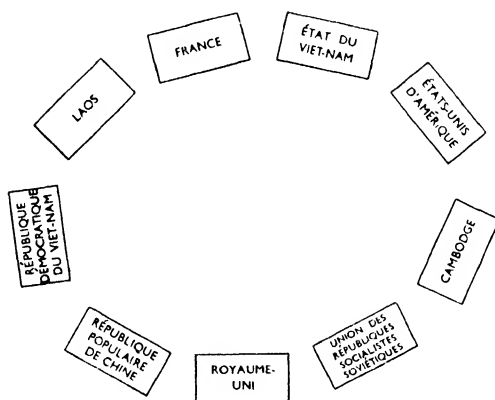 FRANCE
ÉTAT DU
VIET-NAM
ÉTATS-UNIS
D'AMÉRIQUE
CAMBODGE
UNION DES
RÉPUBLIQUES
SOCIALISTES
SOVIÉTIQUES
ROYAUME-
UNI
RÉPUBLIQUE
POPULAIRE
DE CHINE
RÉPUBLIQUE
DÉMOCRATIQUE
DU VIET-NAM
LAOS